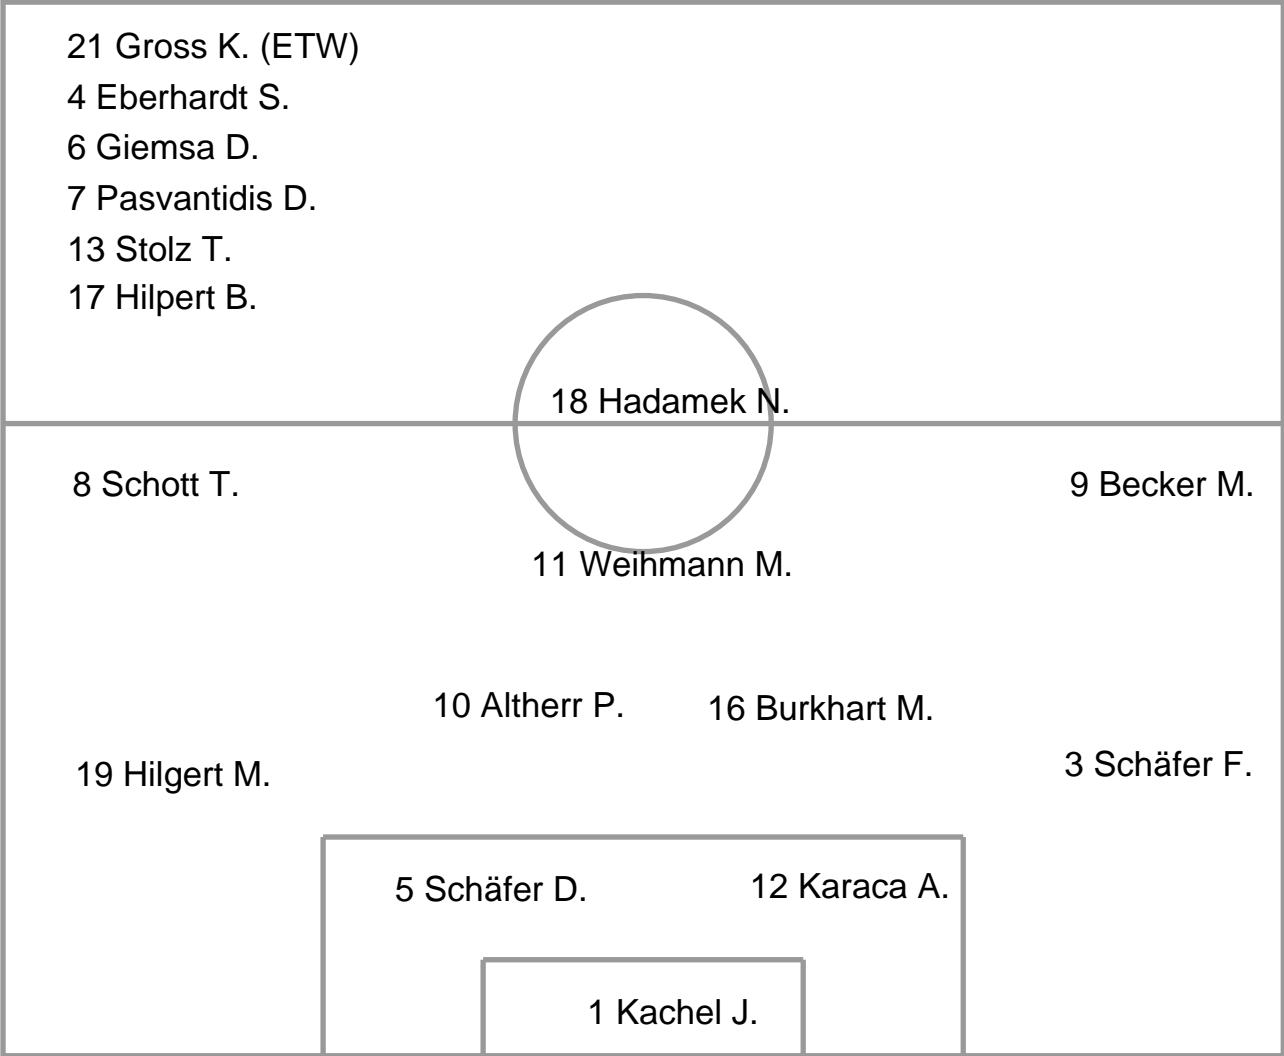 21 Gross K. (ETW)
4 Eberhardt S.
6 Giemsa D.
7 Pasvantidis D.
13 Stolz T.
17 Hilpert B.
18 Hadamek N.
8 Schott T.
9 Becker M.
11 Weihmann M.
10 Altherr P.
16 Burkhart M.
19 Hilgert M.
3 Schäfer F.
5 Schäfer D.
12 Karaca A.
1 Kachel J.